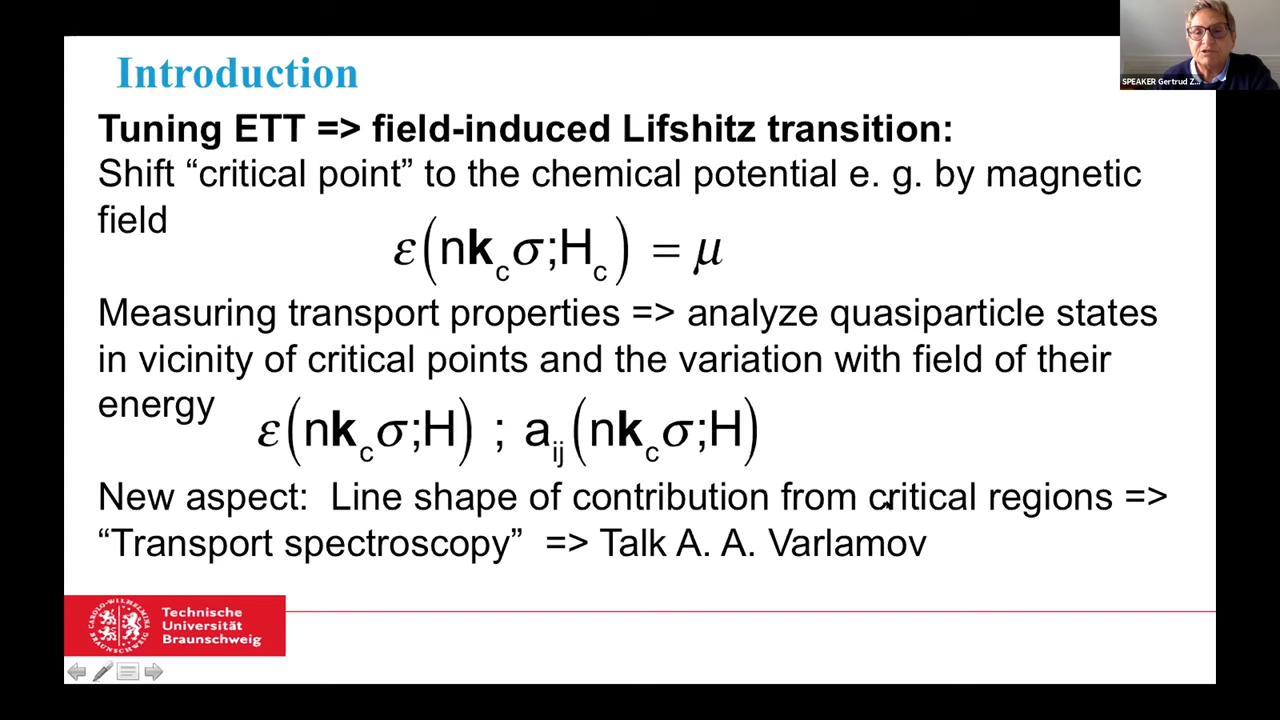 SPEAKER Gertrud Z...
Introduction
Tuning ETT => field-induced Lifshitz transition:
Shift “critical point” to the chemical potential e. g. by magnetic
field
ε(nk_cσ;H_c) = μ
Measuring transport properties => analyze quasiparticle states
in vicinity of critical points and the variation with field of their
energy
ε(nk_cσ;H) ; a_ij(nk_cσ;H)
New aspect: Line shape of contribution from critical regions =>
“Transport spectroscopy” => Talk A. A. Varlamov
CAROLO-WILHELMINA
BRAUNSCHWEIG
Technische
Universität
Braunschweig